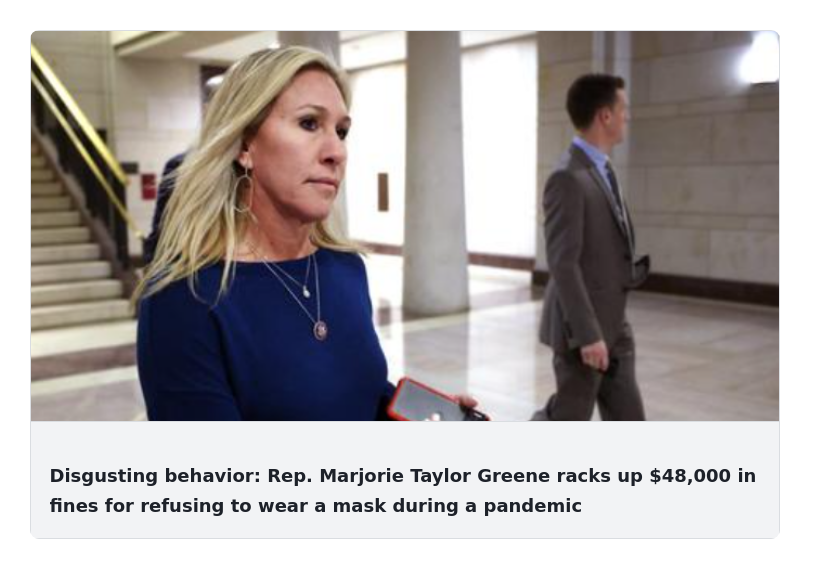 Disgusting behavior: Rep. Marjorie Taylor Greene racks up $48,000 in
fines for refusing to wear a mask during a pandemic